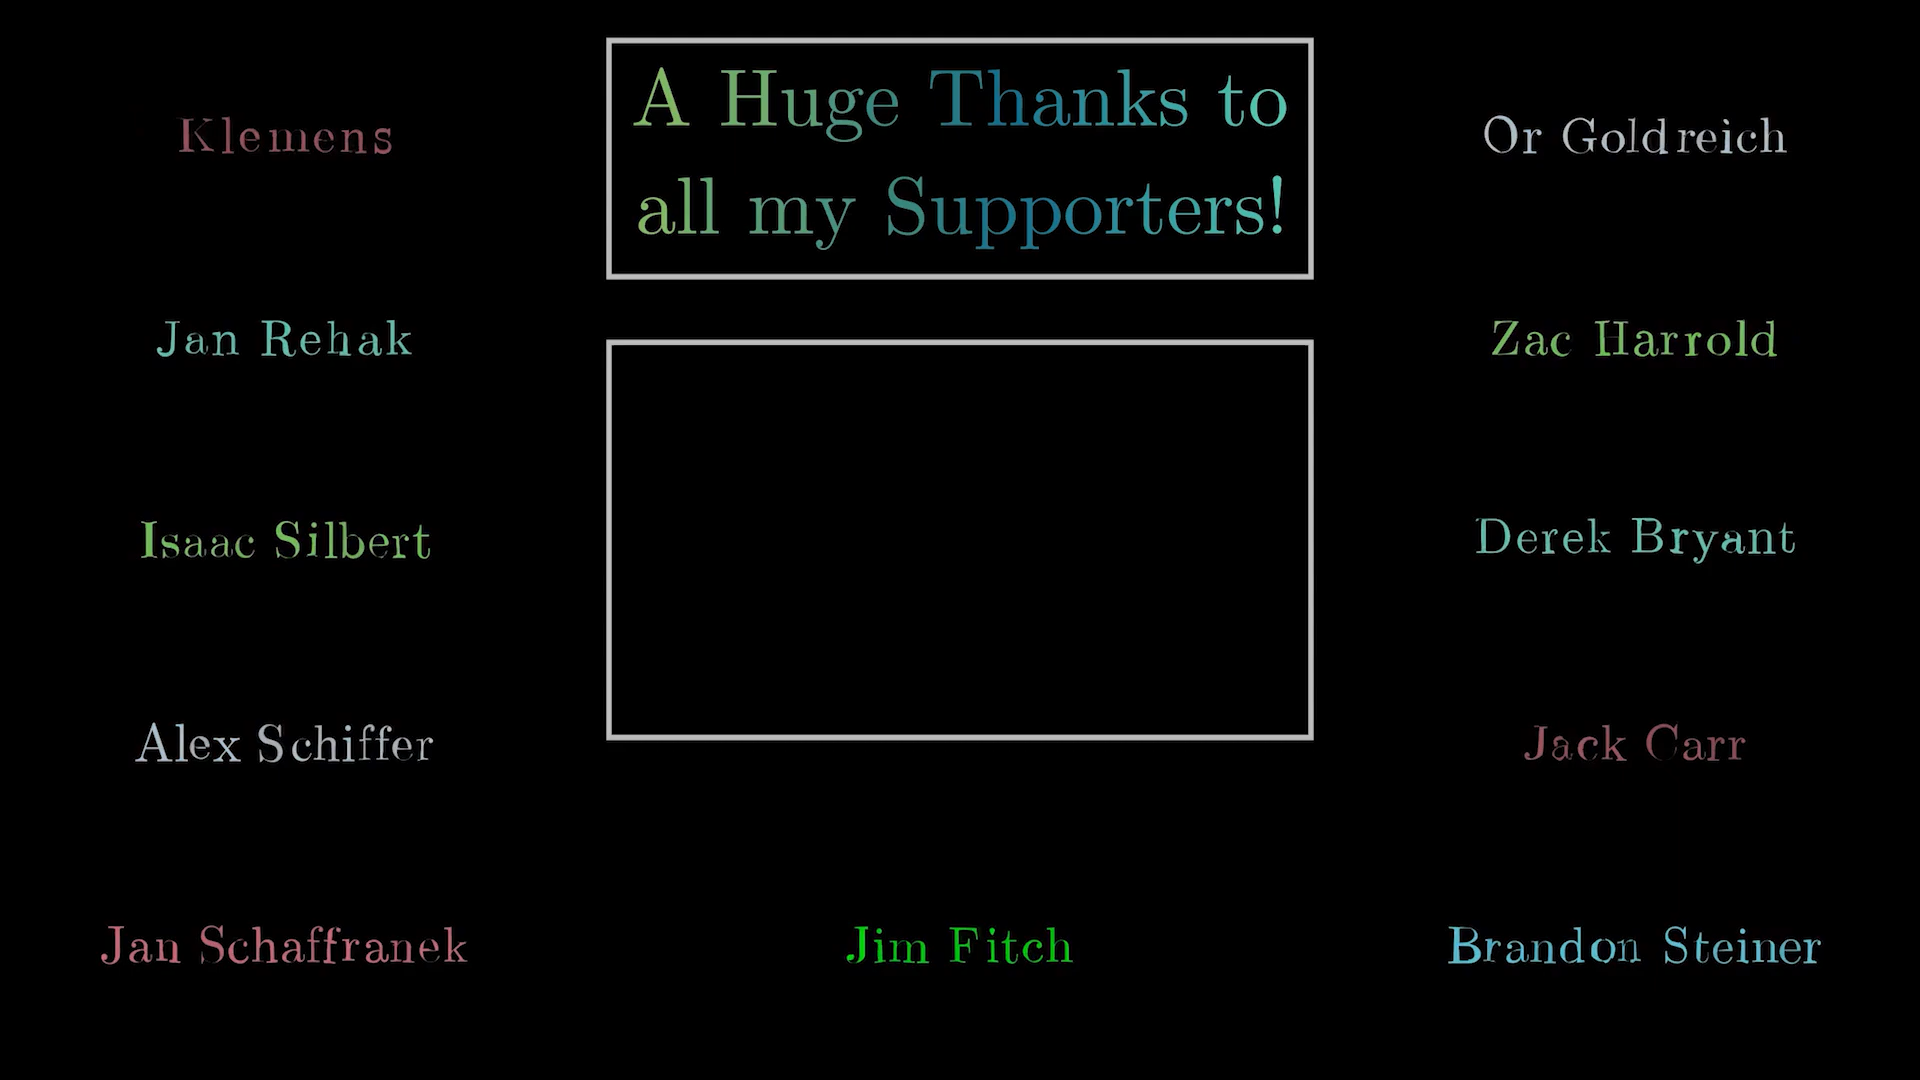 A Huge Thanks to
all my Supporters!
Klemens
Or Goldreich
Jan Rehak
Zac Harrold
Isaac Silbert
Derek Bryant
Alex Schiffer
Jack Carr
Jan Schaffranek
Jim Fitch
Brandon Steiner